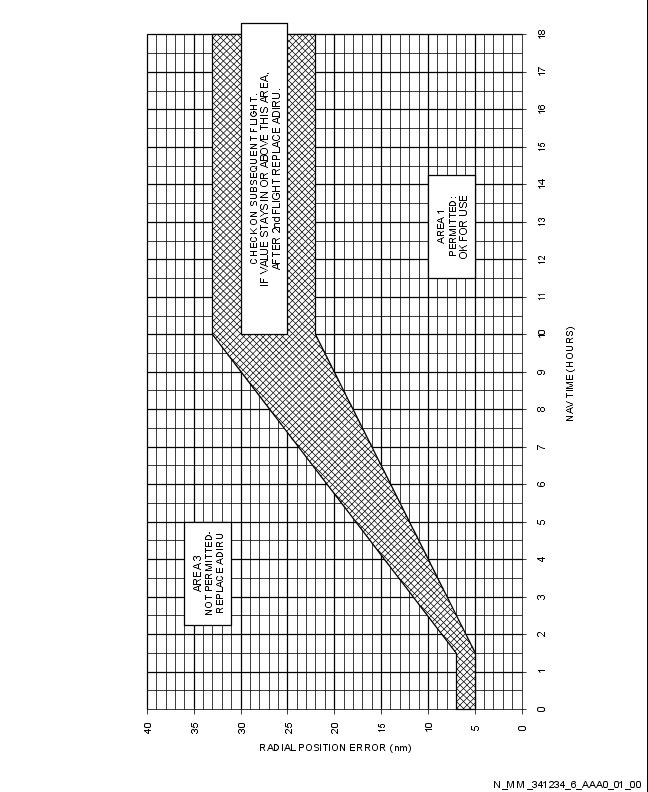 CHECK ON SUBSEQUENT FLIGHT.
IF VALUE STAYS IN OR ABOVE THIS AREA,
AFTER 2nd FLIGHT REPLACE ADIRU.
AREA 1
PERMITTED:
OK FOR USE
AREA 3
NOT PERMITTED-
REPLACE ADIRU
18
17
16
15
14
13
12
11
10
9
8
7
6
5
4
3
2
1
0
NAV TIME (HOURS)
40
35
30
25
20
15
10
5
0
RADIAL POSITION ERROR (nm)
N_MM_341234_6_AAA0_01_00